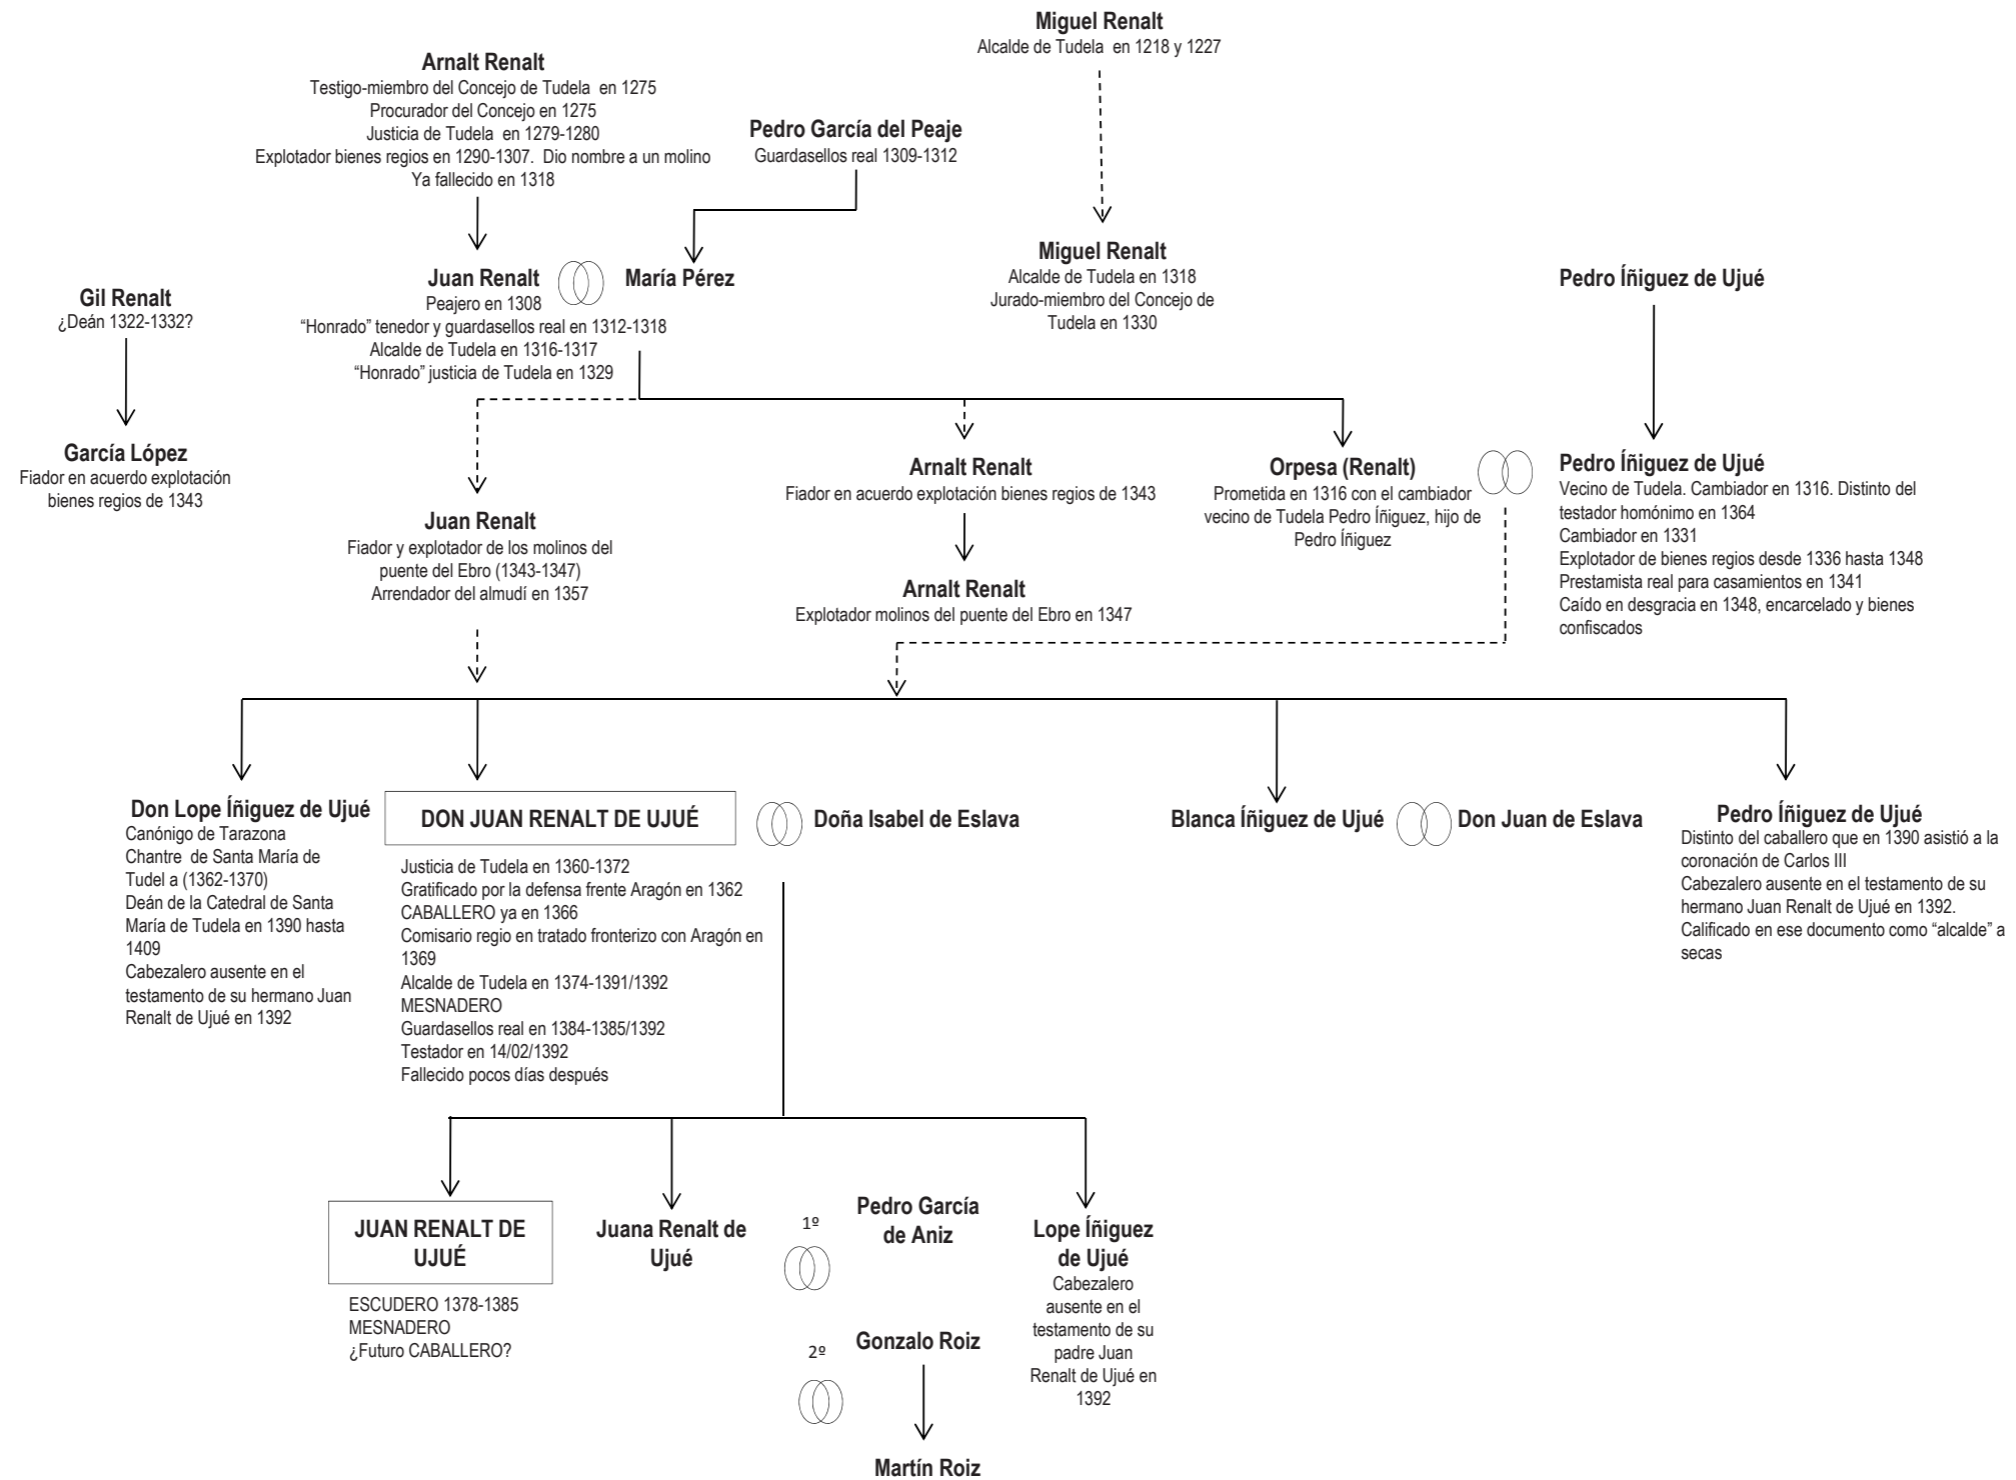 Miguel Renalt
Alcalde de Tudela en 1218 y 1227
Arnalt Renalt
Testigo-miembro del Concejo de Tudela en 1275
Procurador del Concejo en 1275
Justicia de Tudela en 1279-1280
Explotador bienes regios en 1290-1307. Dio nombre a un molino
Ya fallecido en 1318
Pedro García del Peaje
Guardasellos real 1309-1312
Gil Renalt
¿Deán 1322-1332?
Juan Renalt
Peajero en 1308
“Honrado” tenedor y guardasellos real en 1312-1318
Alcalde de Tudela en 1316-1317
“Honrado” justicia de Tudela en 1329
María Pérez
Miguel Renalt
Alcalde de Tudela en 1318
Jurado-miembro del Concejo de
Tudela en 1330
Pedro Íñiguez de Ujué
García López
Fiador en acuerdo explotación
bienes regios de 1343
Juan Renalt
Fiador y explotador de los molinos del
puente del Ebro (1343-1347)
Arrendador del almudí en 1357
Arnalt Renalt
Fiador en acuerdo explotación bienes regios de 1343
Arnalt Renalt
Explotador molinos del puente del Ebro en 1347
Orpesa (Renalt)
Prometida en 1316 con el cambiador
vecino de Tudela Pedro Íñiguez, hijo de
Pedro Íñiguez
Pedro Íñiguez de Ujué
Vecino de Tudela. Cambiador en 1316. Distinto del
testador homónimo en 1364
Cambiador en 1331
Explotador de bienes regios desde 1336 hasta 1348
Prestamista real para casamientos en 1341
Caído en desgracia en 1348, encarcelado y bienes
confiscados
Don Lope Íñiguez de Ujué
Canónigo de Tarazona
Chantre de Santa María de
Tudel a (1362-1370)
Deán de la Catedral de Santa
María de Tudela en 1390 hasta
1409
Cabezalero ausente en el
testamento de su hermano Juan
Renalt de Ujué en 1392
DON JUAN RENALT DE UJUÉ
Justicia de Tudela en 1360-1372
Gratificado por la defensa frente Aragón en 1362
CABALLERO ya en 1366
Comisario regio en tratado fronterizo con Aragón en
1369
Alcalde de Tudela en 1374-1391/1392
MESNADERO
Guardasellos real en 1384-1385/1392
Testador en 14/02/1392
Fallecido pocos días después
Doña Isabel de Eslava
Blanca Íñiguez de Ujué
Don Juan de Eslava
Pedro Íñiguez de Ujué
Distinto del caballero que en 1390 asistió a la
coronación de Carlos III
Cabezalero ausente en el testamento de su
hermano Juan Renalt de Ujué en 1392.
Calificado en ese documento como “alcalde” a
secas
JUAN RENALT DE
UJUÉ
ESCUDERO 1378-1385
MESNADERO
¿Futuro CABALLERO?
Juana Renalt de
Ujué
1º
Pedro García
de Aniz
2º
Gonzalo Roiz
Martín Roiz
Lope Íñiguez
de Ujué
Cabezalero
ausente en el
testamento de su
padre Juan
Renalt de Ujué en
1392